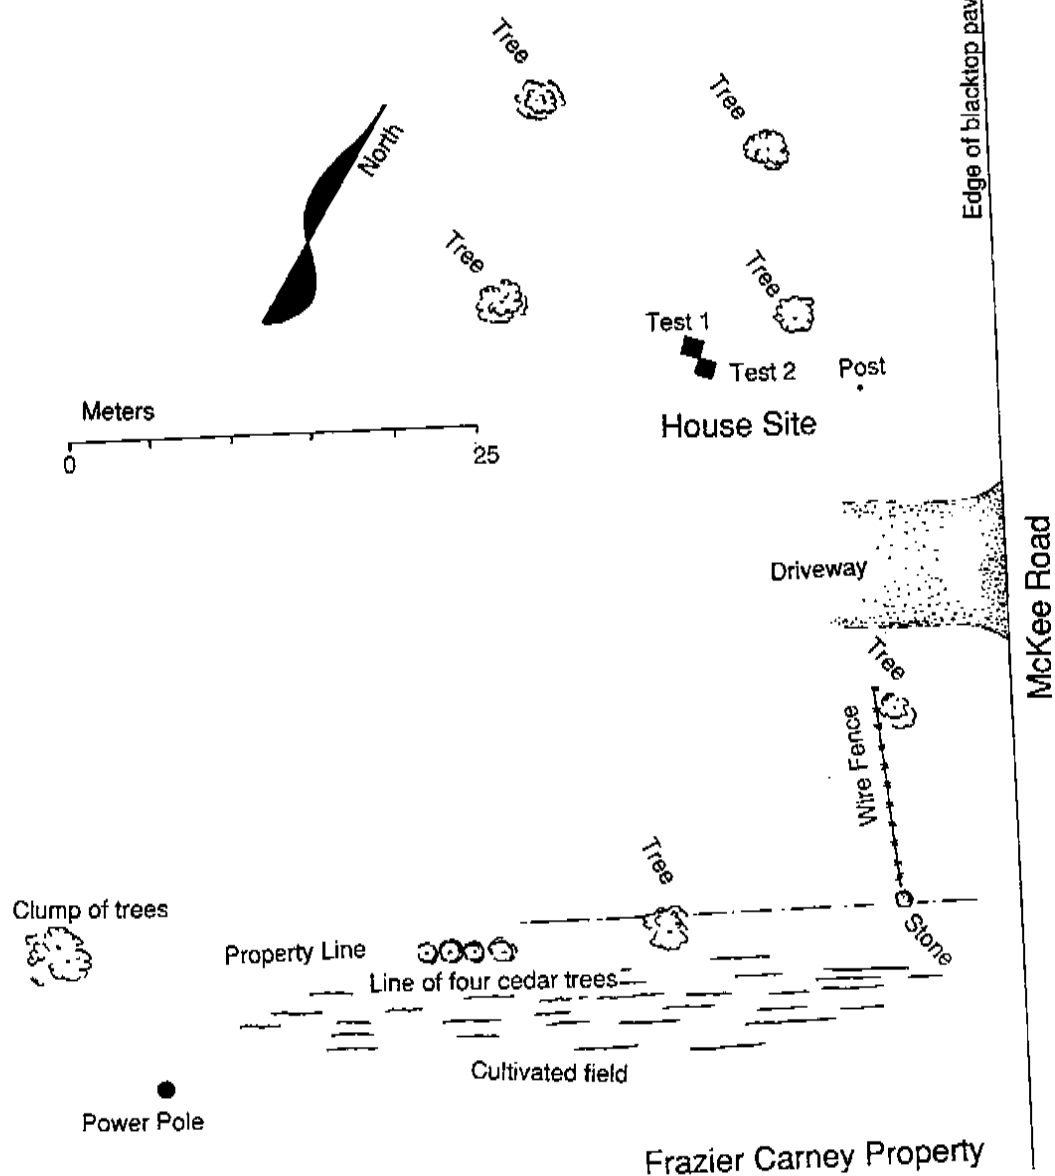 Tree
Tree
Edge of blacktop pav
North
Tree
Tree
Test 1
Test 2
Post
House Site
Meters
0
25
Driveway
McKee Road
Tree
Wire Fence
Tree
Clump of trees
Stone
Property Line
Line of four cedar trees
Cultivated field
Power Pole
Frazier Carney Property